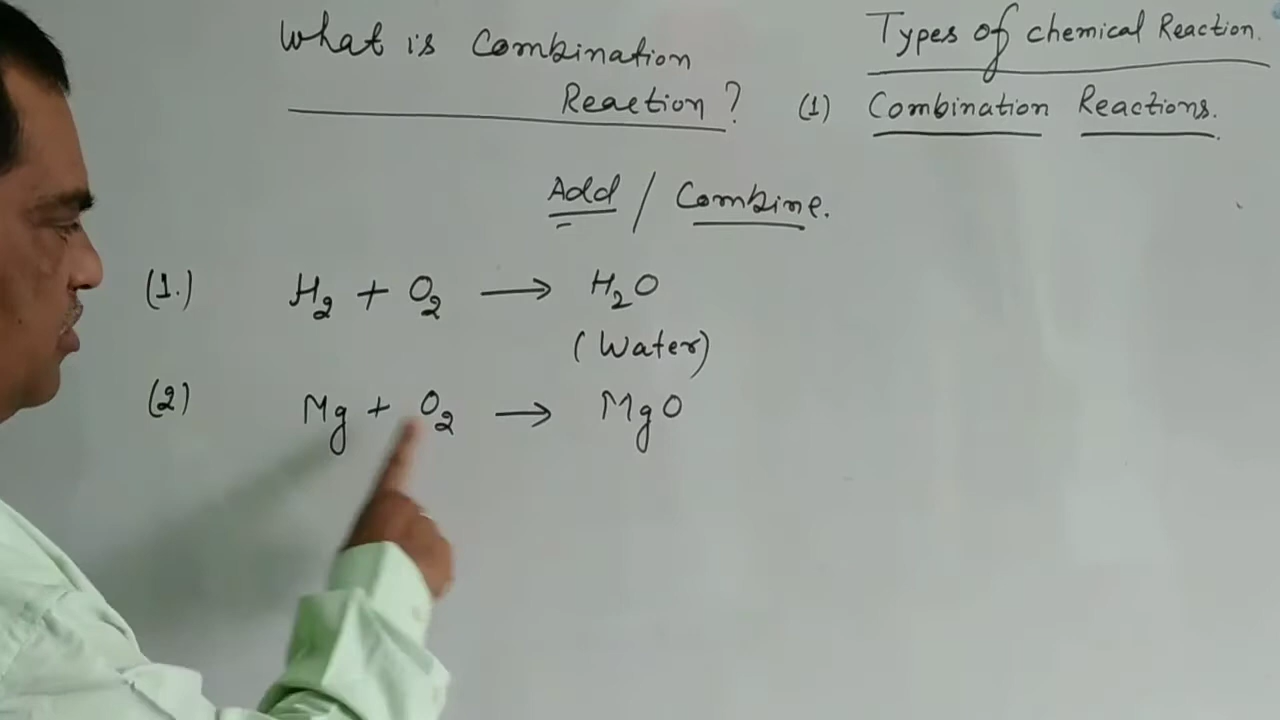 What is Combination
Reaction?
Types of chemical Reaction.
(1) Combination Reactions.
Add / Combine.
(1.) H₂ + O₂ → H₂O
(Water)
(2) Mg + O₂ → MgO